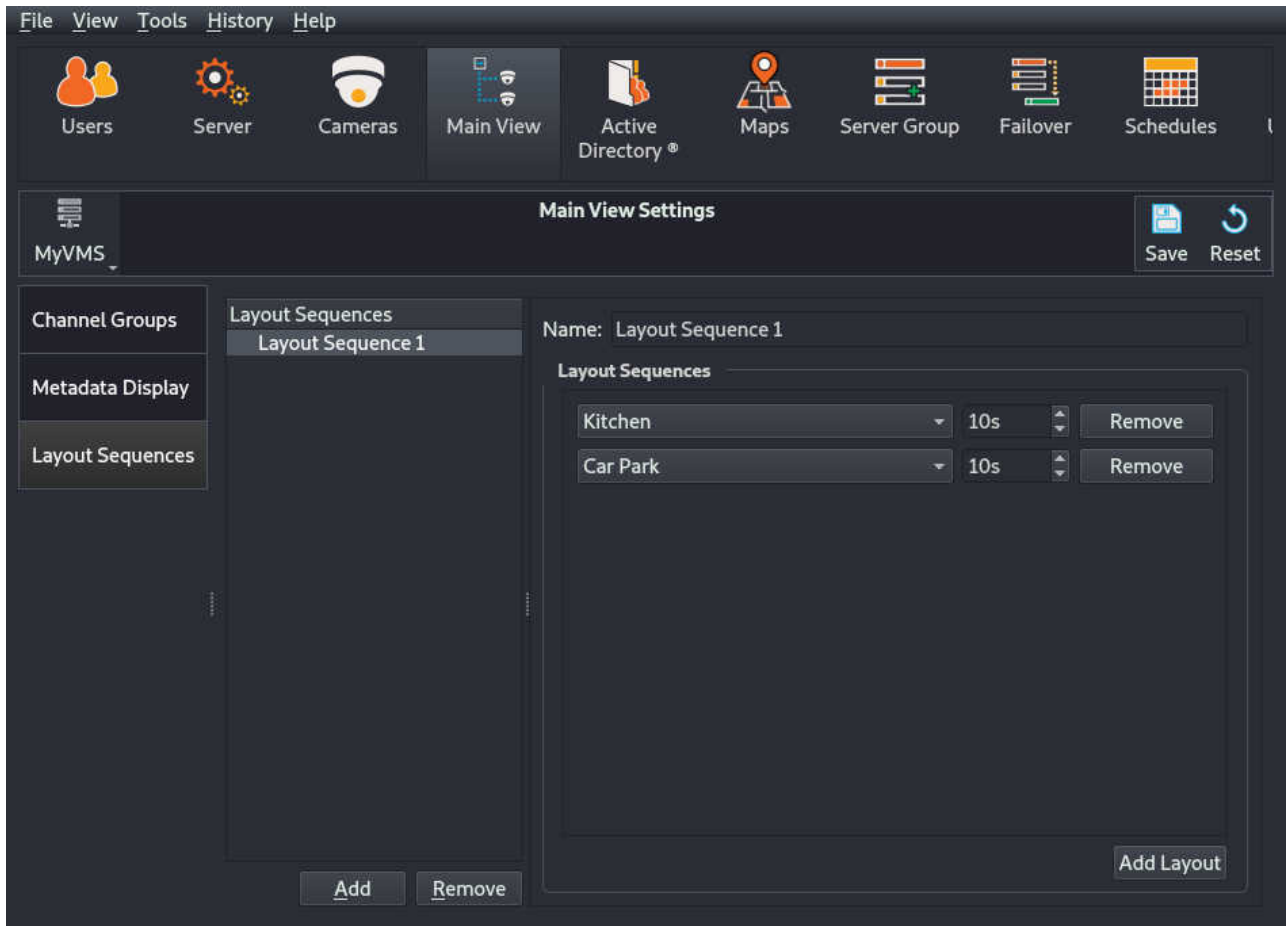 File View Tools History Help
Users Server Cameras Main View Active Directory ® Maps Server Group Failover Schedules
Main View Settings
MyVMS
Save Reset
Channel Groups
Metadata Display
Layout Sequences
Layout Sequences
Layout Sequence 1
Name: Layout Sequence 1
Layout Sequences
Kitchen 10s Remove
Car Park 10s Remove
Add Layout
Add Remove